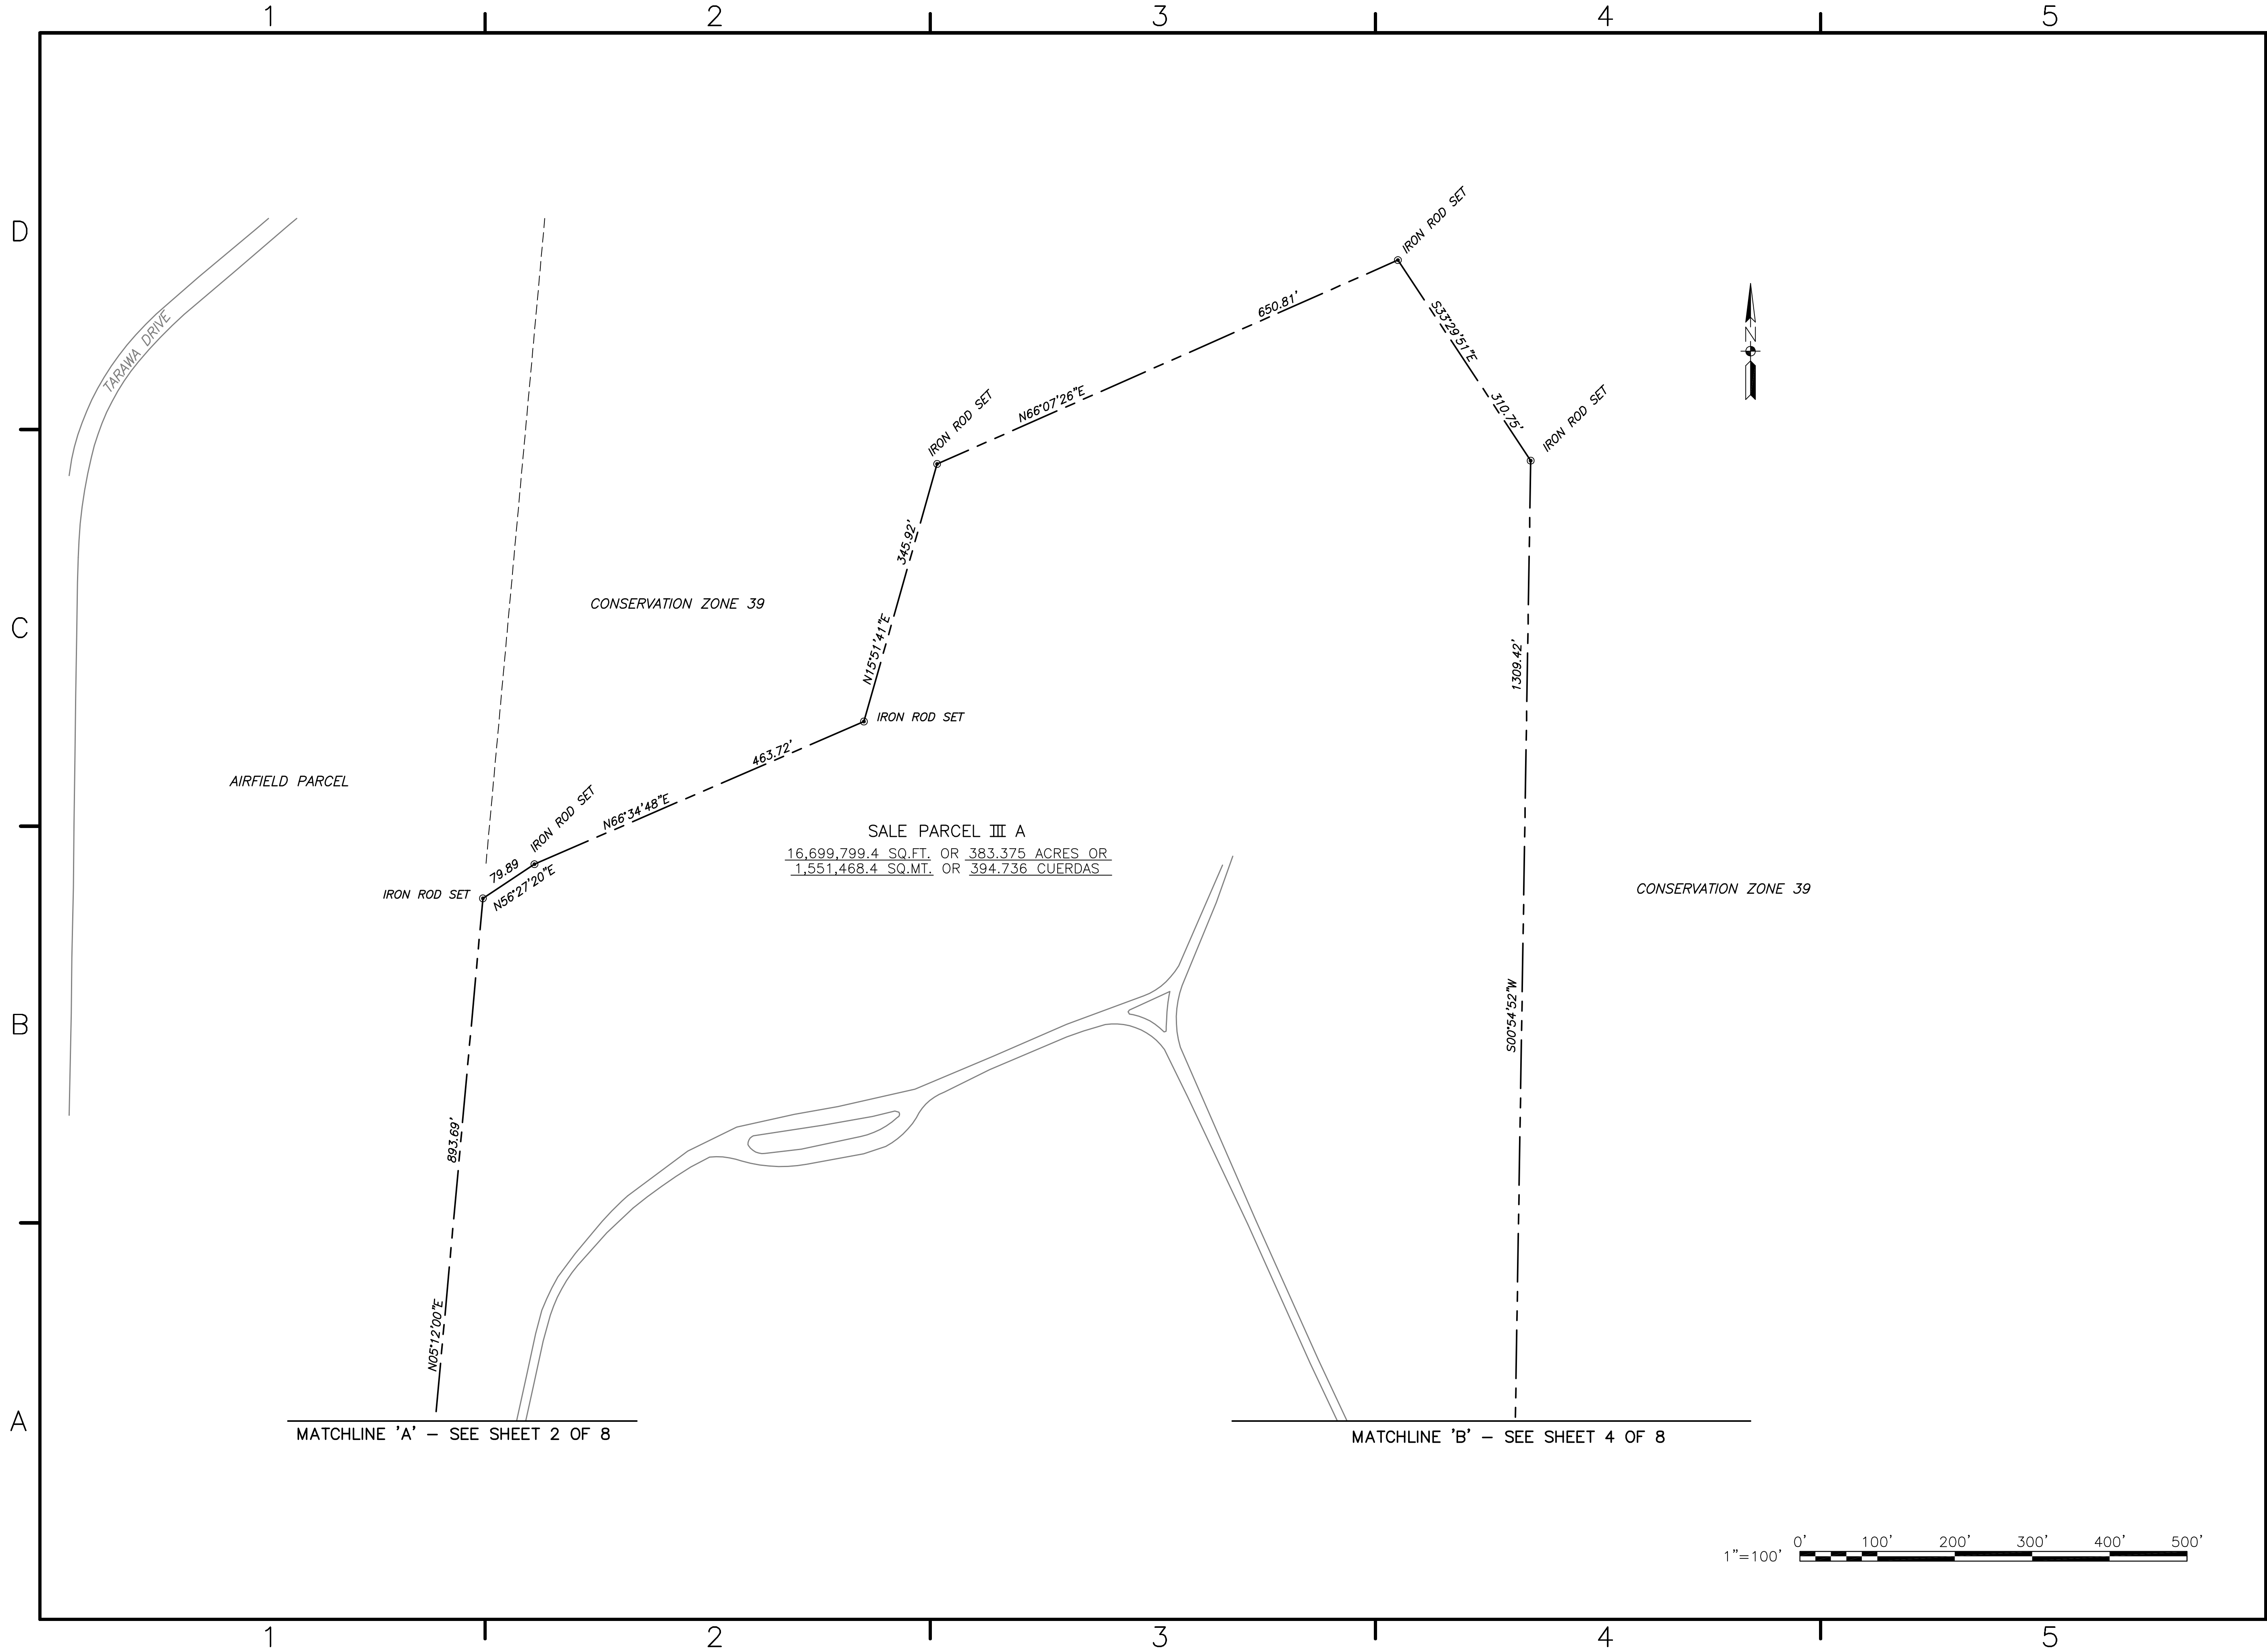 1 2 3 4 5
D
C
B
A
TARAWA DRIVE
IRON ROD SET
650.81'
N66°07'26"E
S33°29'51"E
310.75'
IRON ROD SET
IRON ROD SET
N
345.92'
N15°51'41"E
CONSERVATION ZONE 39
IRON ROD SET
1309.42'
S00°54'52"W
463.72'
N66°34'48"E
AIRFIELD PARCEL
IRON ROD SET
79.89
N56°27'20"E
IRON ROD SET
SALE PARCEL III A
16,699,799.4 SQ.FT. OR 383.375 ACRES OR
1,551,468.4 SQ.MT. OR 394.736 CUERDAS
CONSERVATION ZONE 39
893.69'
N05°12'00"E
MATCHLINE 'A' – SEE SHEET 2 OF 8
MATCHLINE 'B' – SEE SHEET 4 OF 8
1"=100'
0' 100' 200' 300' 400' 500'
1 2 3 4 5